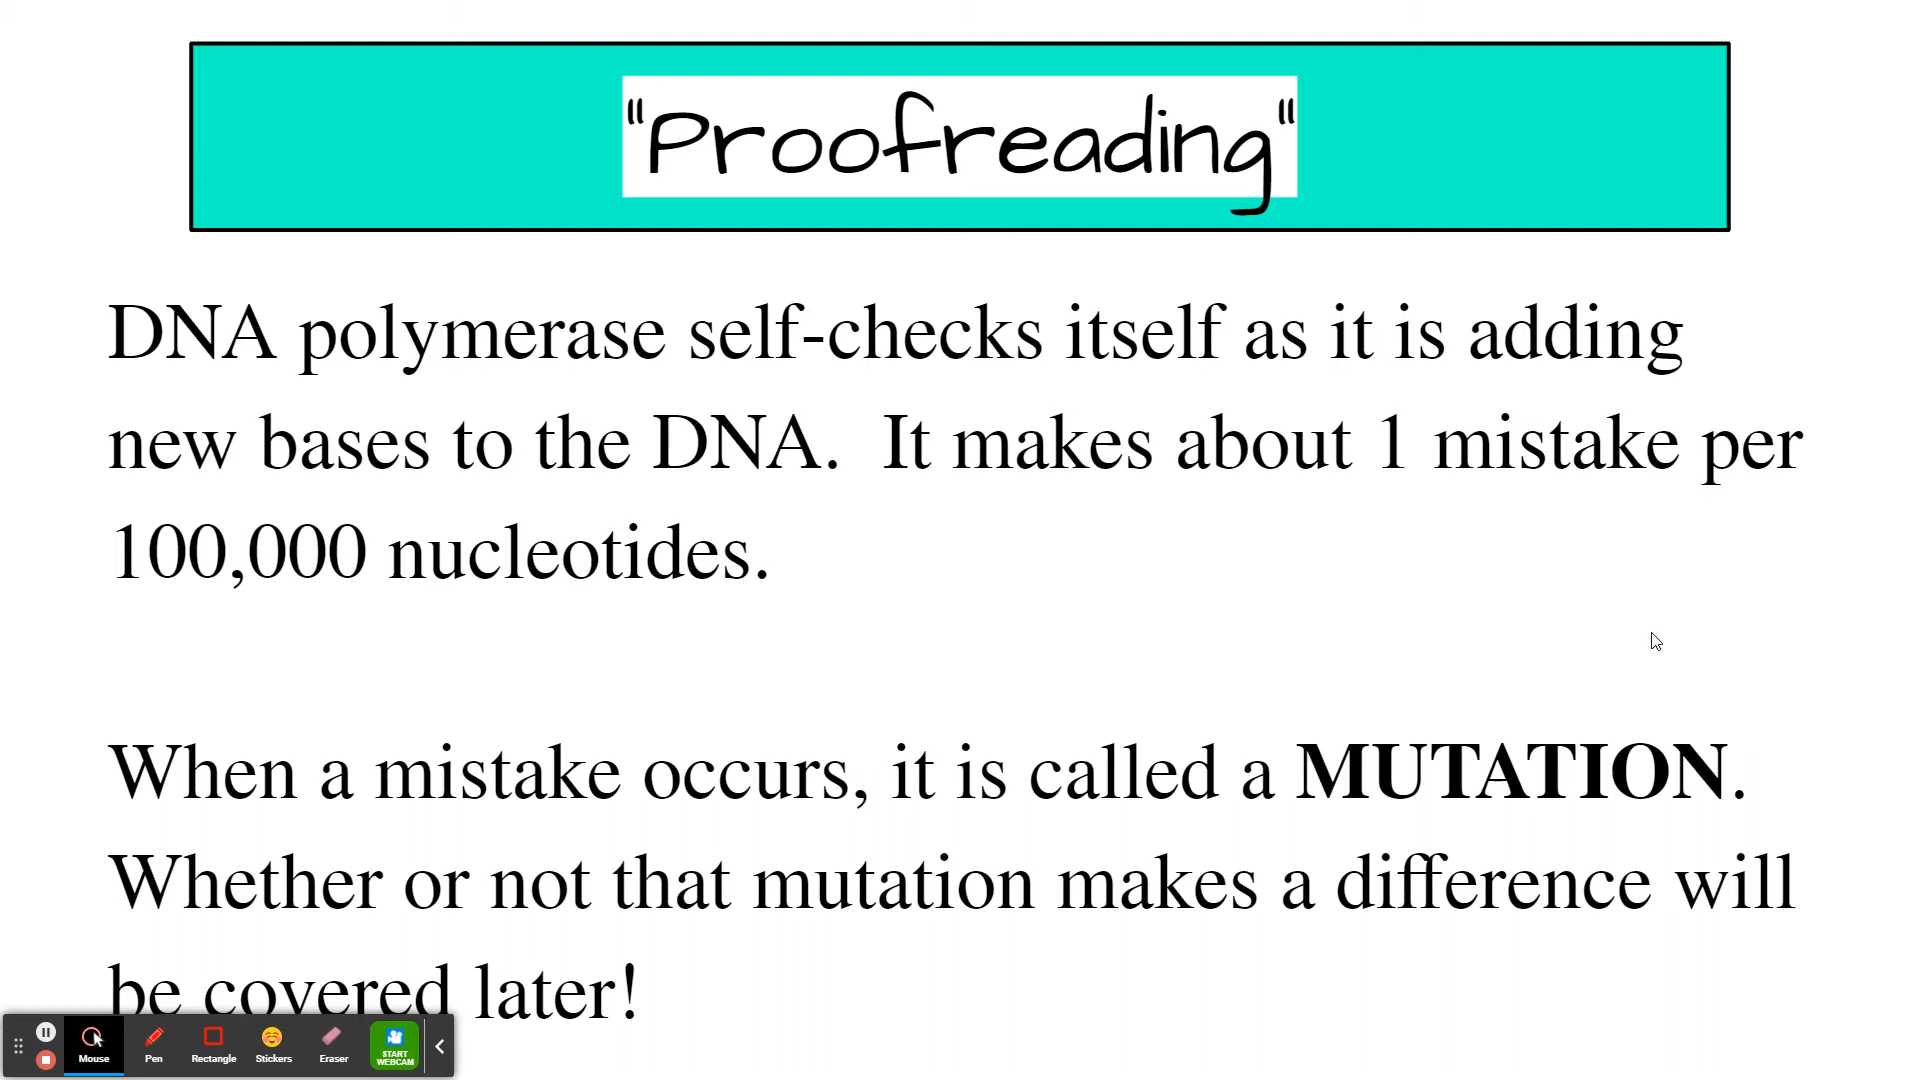 "Proofreading"
DNA polymerase self-checks itself as it is adding
new bases to the DNA.  It makes about 1 mistake per
100,000 nucleotides.
When a mistake occurs, it is called a MUTATION.
Whether or not that mutation makes a difference will
be covered later!
Mouse Pen Rectangle Stickers Eraser START
WEBCAM